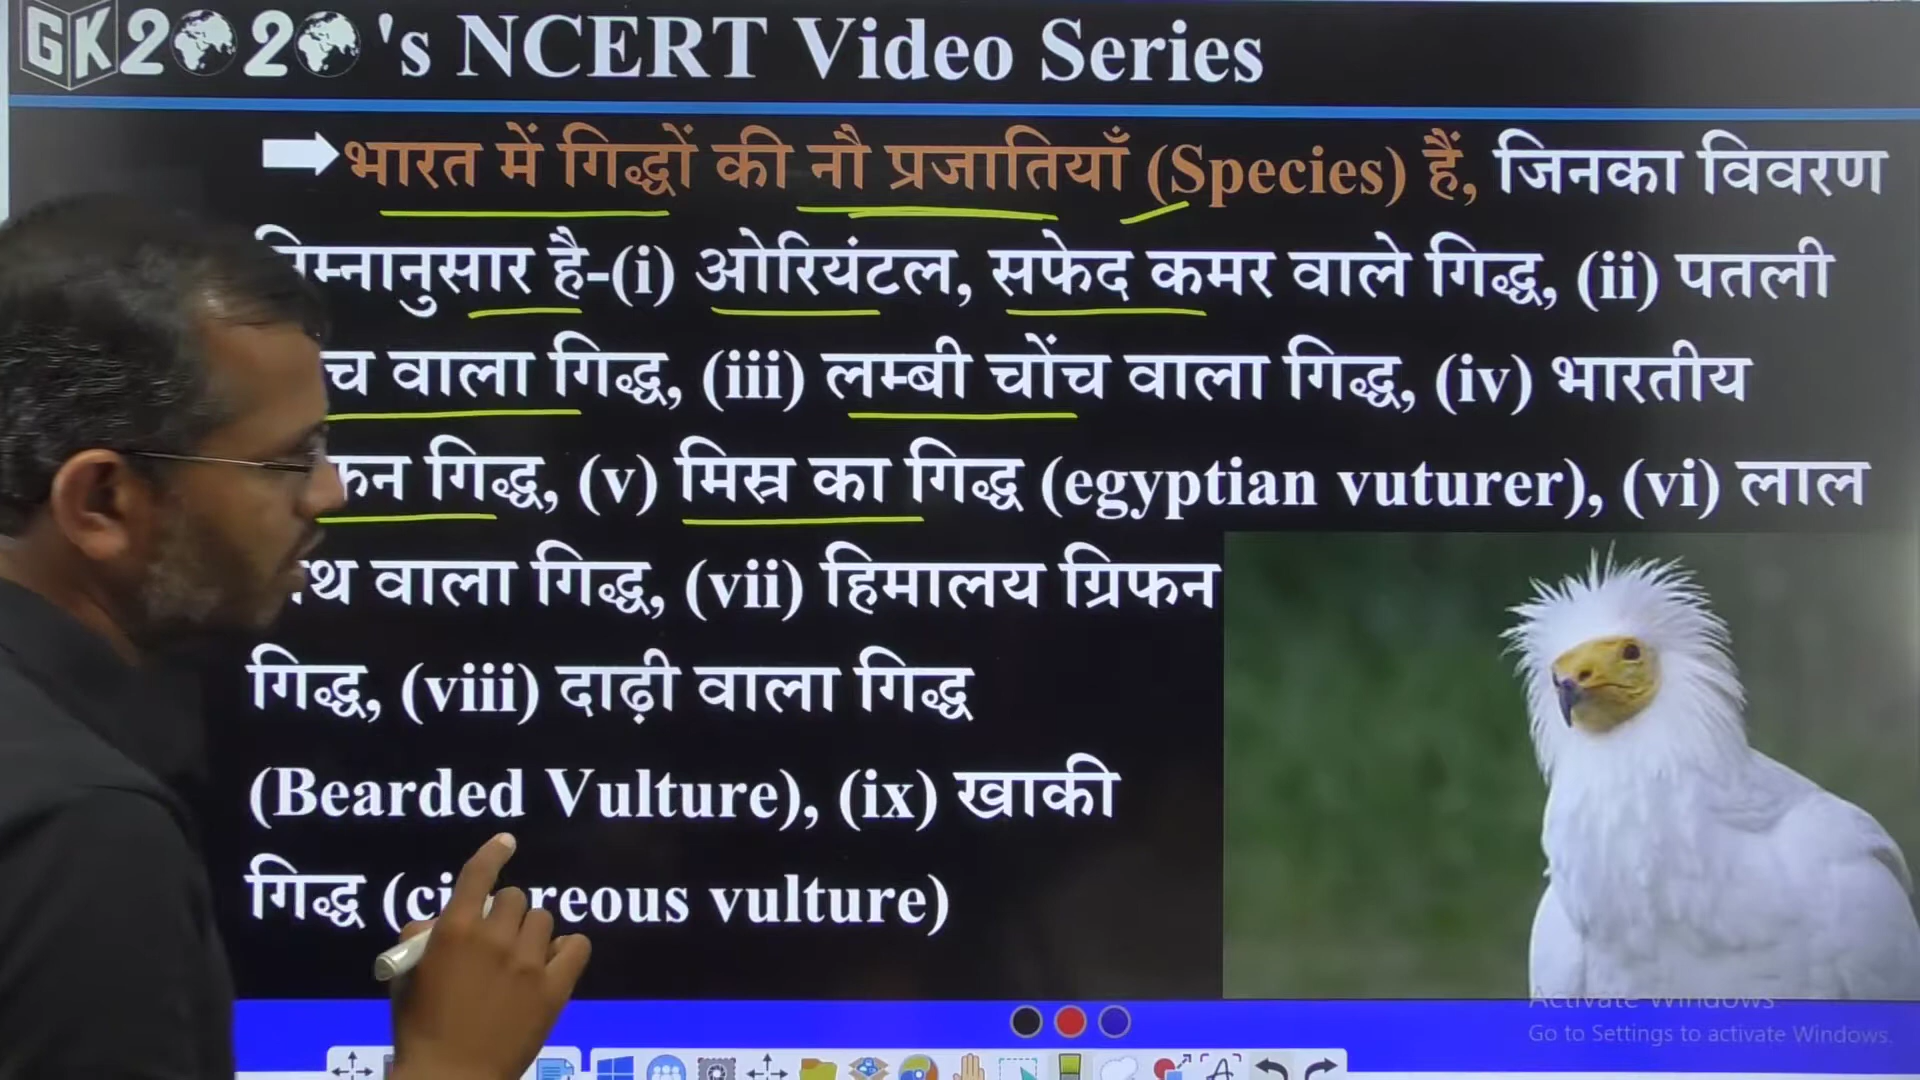 GK2020's NCERT Video Series
भारत में गिद्धों की नौ प्रजातियाँ (Species) हैं, जिनका विवरण
है-(i) ओरियंटल, सफेद कमर वाले गिद्ध, (ii) पतली
वाला गिद्ध, (iii) लम्बी चोंच वाला गिद्ध, (iv) भारतीय
गिद्ध, (v) मिस्र का गिद्ध (egyptian vuturer), (vi) लाल
वाला गिद्ध, (vii) हिमालय ग्रिफन
गिद्ध, (viii) दाढ़ी वाला गिद्ध
(Bearded Vulture), (ix) खाकी
गिद्ध vulture)
Activate Windows
Go to Settings to activate Windows.